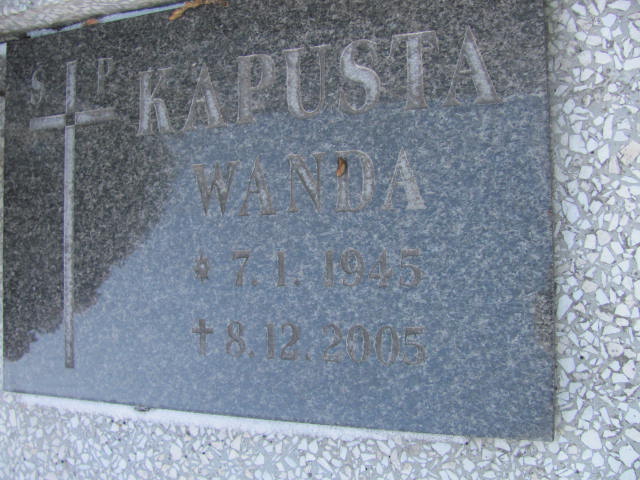 S P
KAPUSTA
WANDA
* 7.1.1945
† 8.12.2005